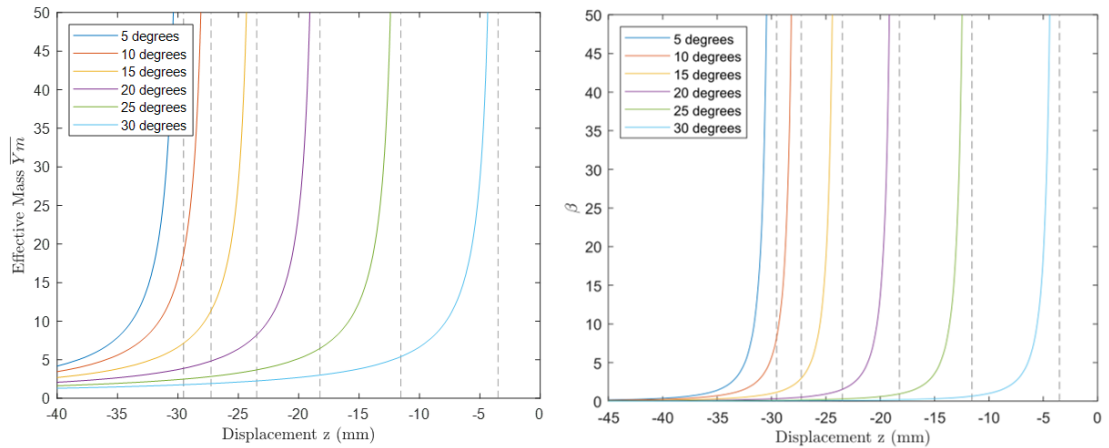 50
45
40
35
30
25
20
15
10
5
0
Effective Mass Ym
5 degrees
10 degrees
15 degrees
20 degrees
25 degrees
30 degrees
-40 -35 -30 -25 -20 -15 -10 -5 0
Displacement z (mm)
50
45
40
35
30
25
20
15
10
5
0
β
5 degrees
10 degrees
15 degrees
20 degrees
25 degrees
30 degrees
-45 -40 -35 -30 -25 -20 -15 -10 -5 0
Displacement z (mm)